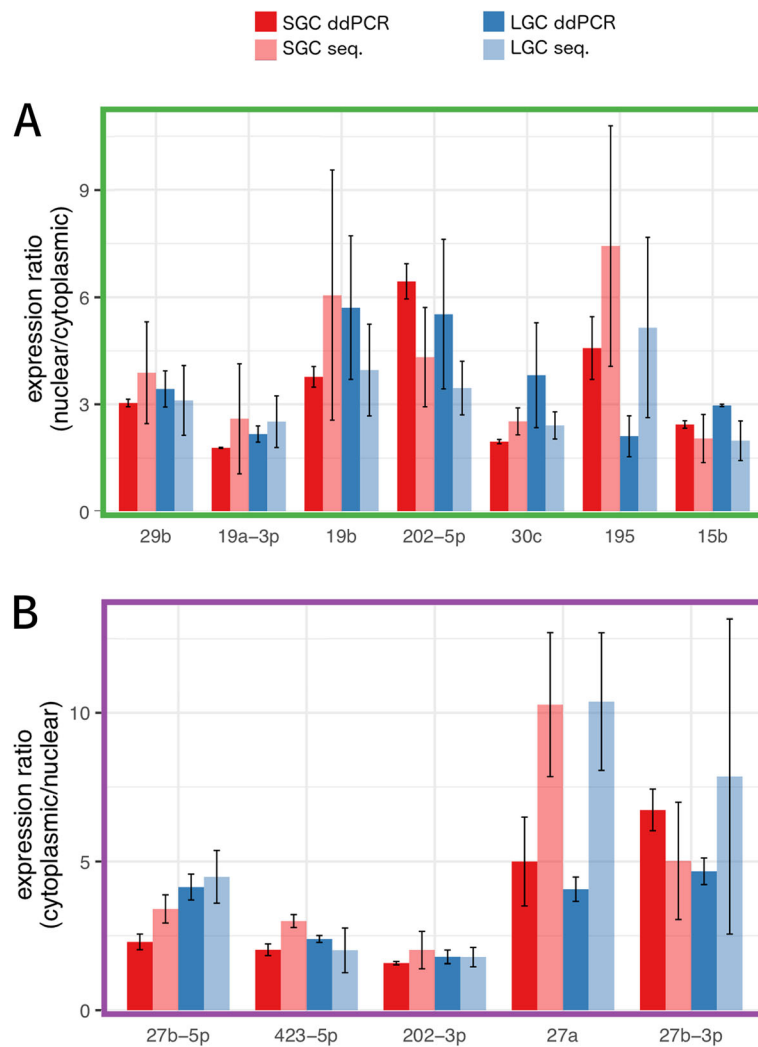 SGC ddPCR LGC ddPCR
SGC seq. LGC seq.
A
expression ratio
(nuclear/cytoplasmic)
9
6
3
0
29b 19a–3p 19b 202–5p 30c 195 15b
B
expression ratio
(cytoplasmic/nuclear)
10
5
0
27b–5p 423–5p 202–3p 27a 27b–3p